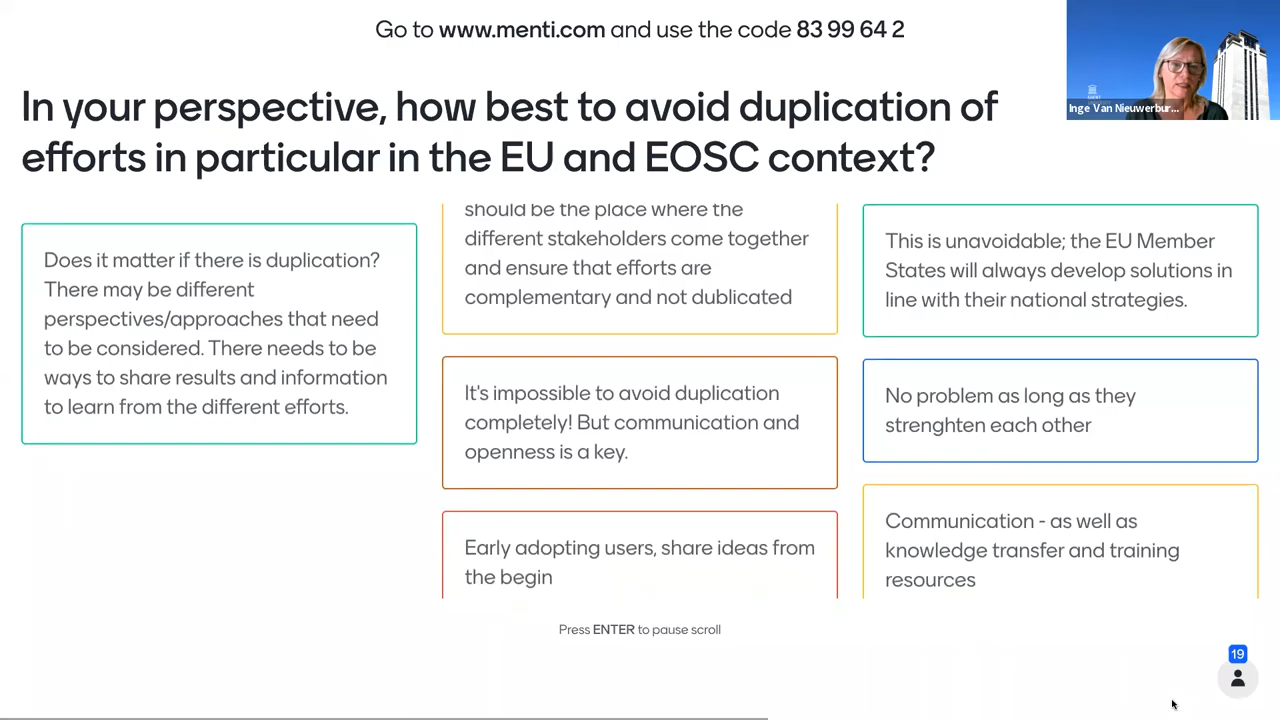 Go to www.menti.com and use the code 83 99 64 2
Inge Van Nieuwerbur...
In your perspective, how best to avoid duplication of
efforts in particular in the EU and EOSC context?
Does it matter if there is duplication?
There may be different
perspectives/approaches that need
to be considered. There needs to be
ways to share results and information
to learn from the different efforts.
should be the place where the
different stakeholders come together
and ensure that efforts are
complementary and not dublicated
It's impossible to avoid duplication
completely! But communication and
openness is a key.
Early adopting users, share ideas from
the begin
This is unavoidable; the EU Member
States will always develop solutions in
line with their national strategies.
No problem as long as they
strenghten each other
Communication - as well as
knowledge transfer and training
resources
Press ENTER to pause scroll
19